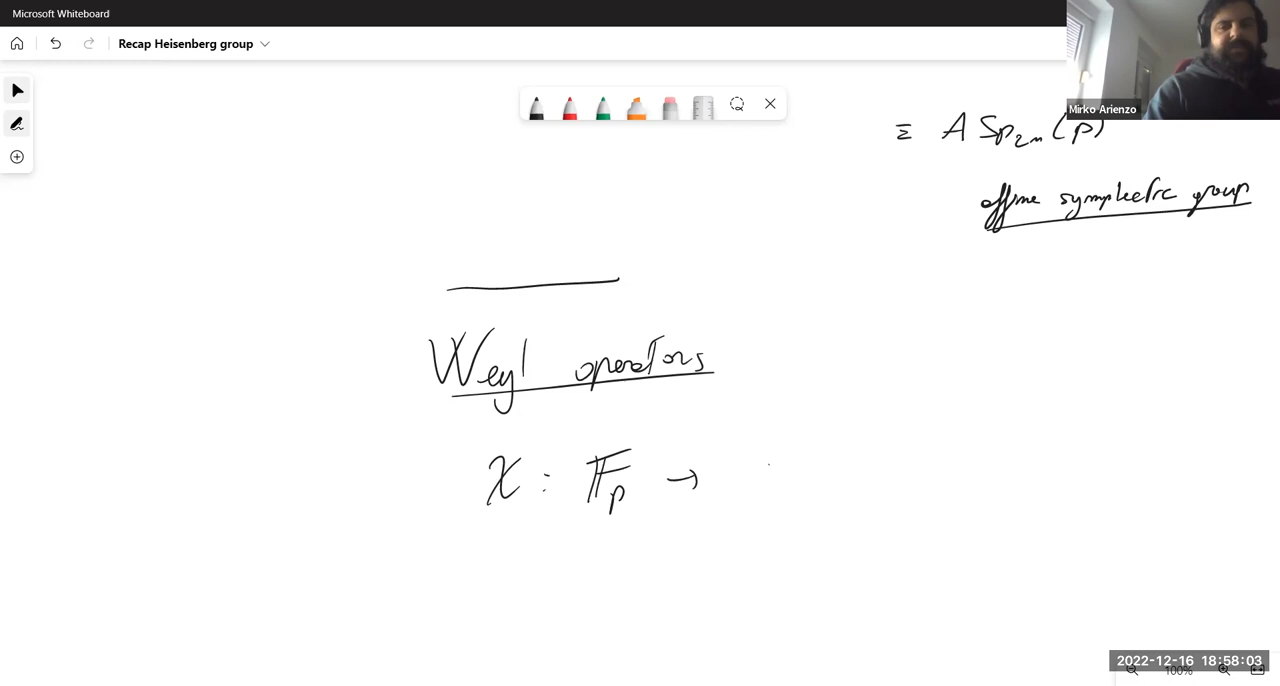 Microsoft Whiteboard
Recap Heisenberg group
Mirko Arienzo
≡ A Sp₂ₙ(p)
affine symplectic group
Weyl operators
χ : 𝔽ₚ →
2022-12-16 18:58:03
100%